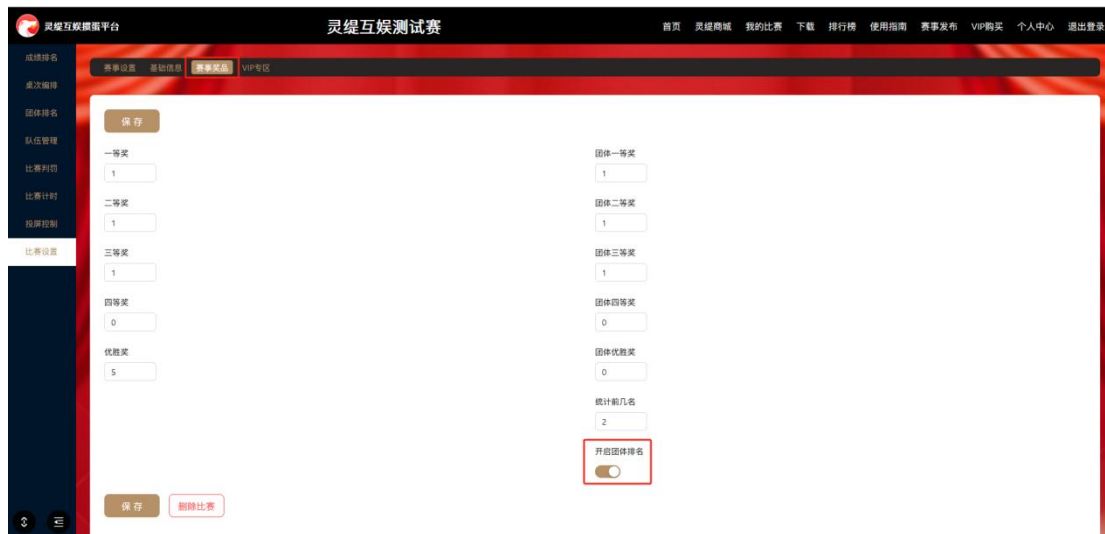 灵缇互娱掼蛋平台
灵缇互娱测试赛
首页 灵缇商城 我的比赛 下载 排行榜 使用指南 赛事发布 VIP购买 个人中心 退出登录
成绩排名
桌次编排
团体排名
队伍管理
比赛判罚
比赛计时
投屏控制
比赛设置
赛事设置 基础信息 赛事奖品 VIP专区
保存
一等奖
1
二等奖
1
三等奖
1
四等奖
0
优胜奖
5
团体一等奖
1
团体二等奖
1
团体三等奖
1
团体四等奖
0
团体优胜奖
0
统计前几名
2
开启团体排名
保存 删除比赛